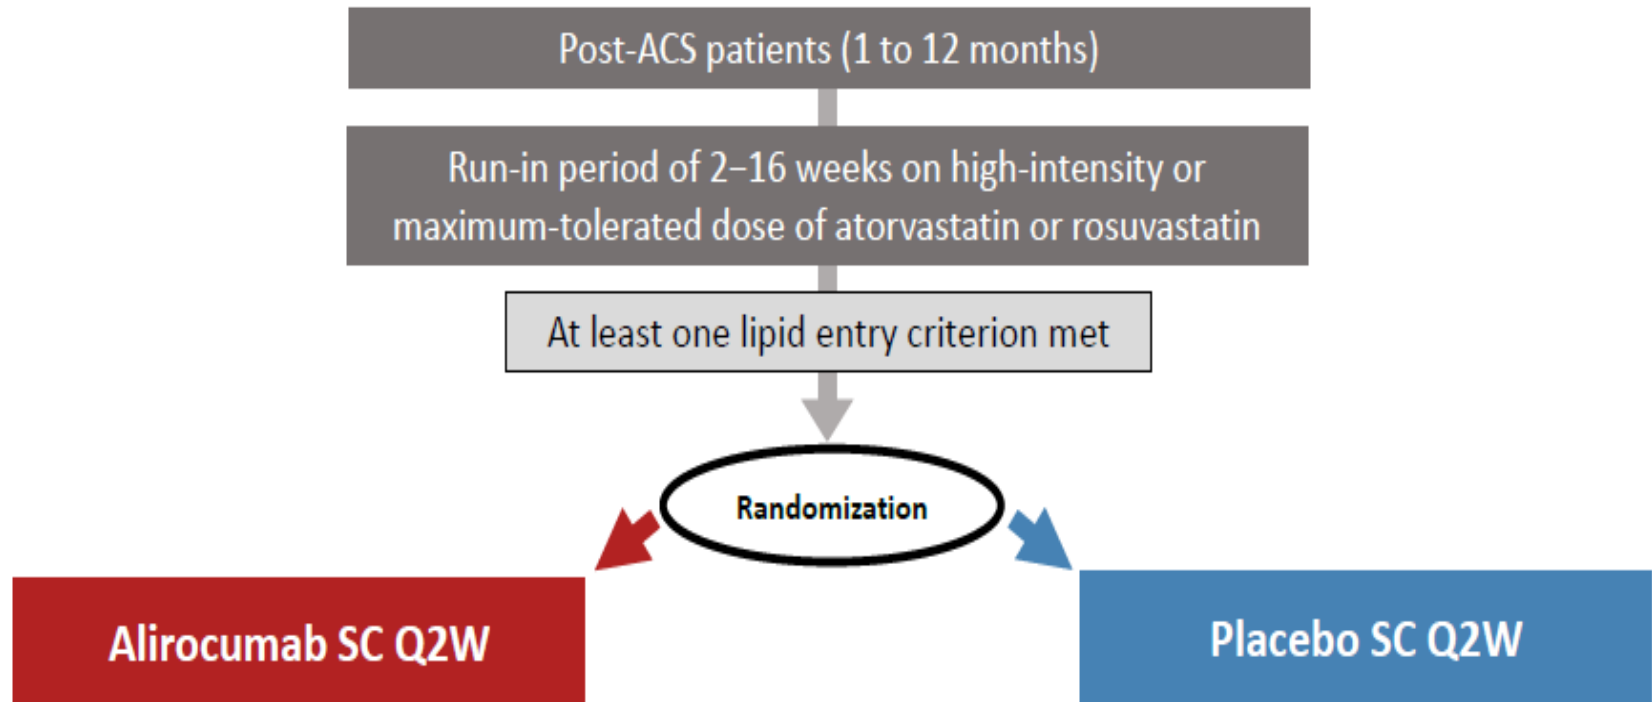 Post-ACS patients (1 to 12 months)
Run-in period of 2–16 weeks on high-intensity or
maximum-tolerated dose of atorvastatin or rosuvastatin
At least one lipid entry criterion met
Randomization
Alirocumab SC Q2W
Placebo SC Q2W